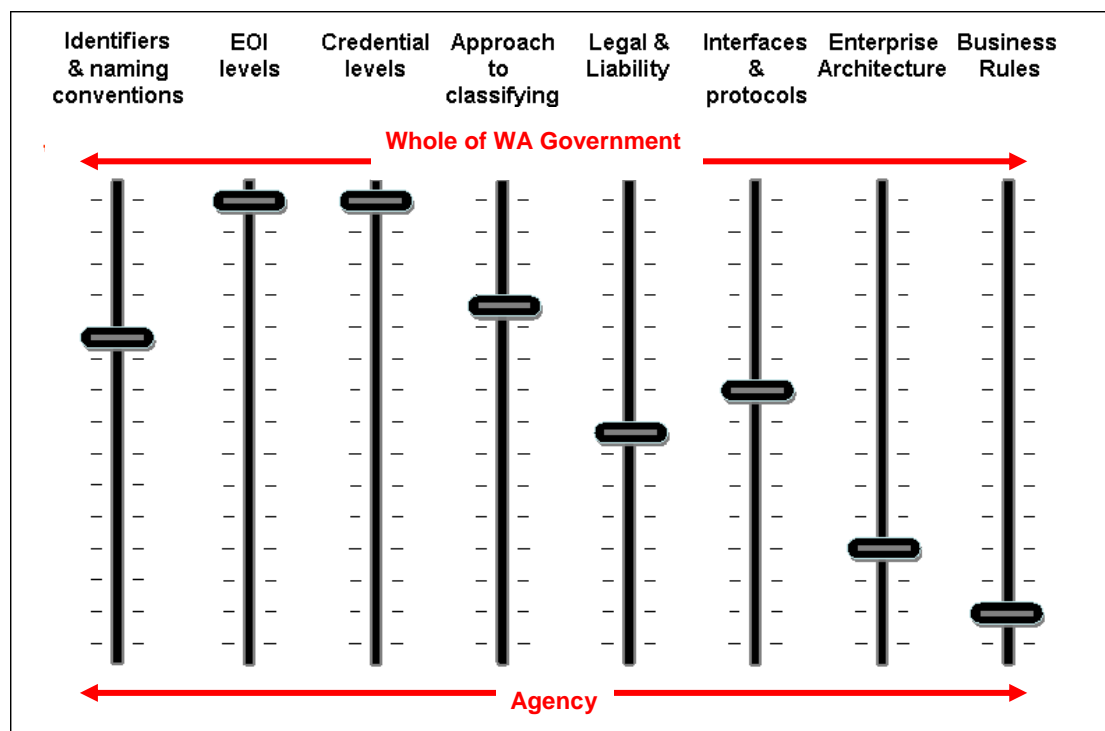 Identifiers
& naming
conventions
EOI
levels
Credential
levels
Approach
to
classifying
Legal &
Liability
Interfaces
&
protocols
Enterprise
Architecture
Business
Rules
Whole of WA Government
Agency